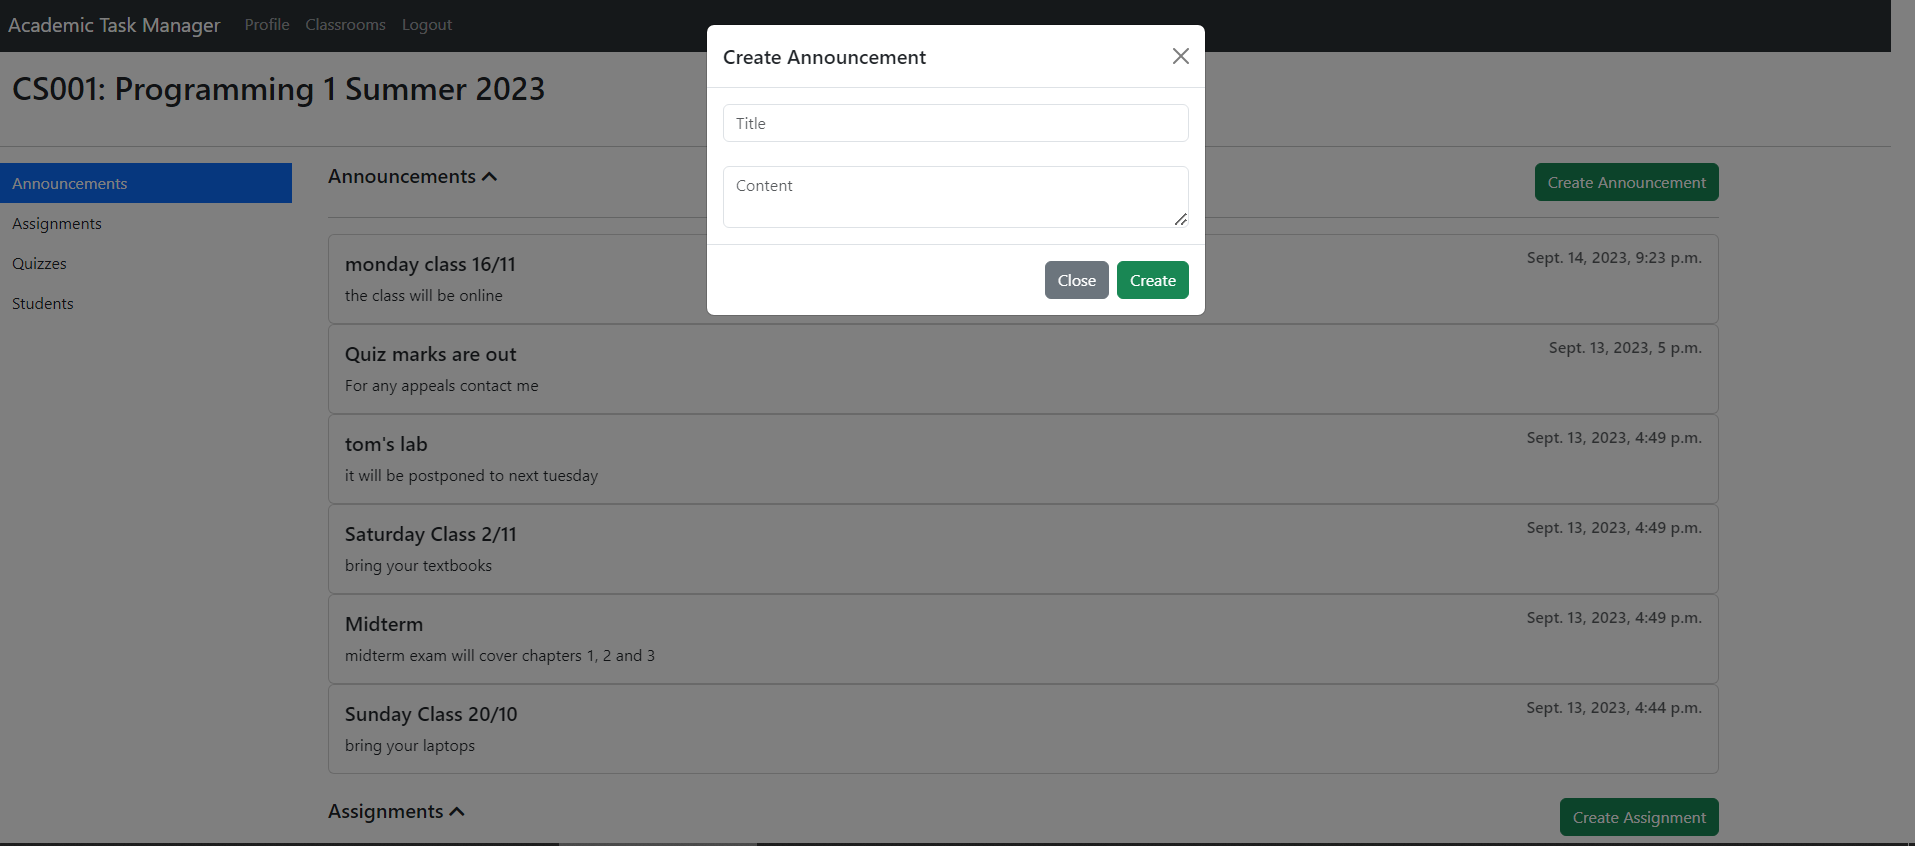 Academic Task Manager Profile Classrooms Logout
CS001: Programming 1 Summer 2023
Create Announcement
Title
Content
Close Create
Announcements
Assignments
Quizzes
Students
Announcements
Create Announcement
monday class 16/11
Sept. 14, 2023, 9:23 p.m.
the class will be online
Quiz marks are out
Sept. 13, 2023, 5 p.m.
For any appeals contact me
tom's lab
Sept. 13, 2023, 4:49 p.m.
it will be postponed to next tuesday
Saturday Class 2/11
Sept. 13, 2023, 4:49 p.m.
bring your textbooks
Midterm
Sept. 13, 2023, 4:49 p.m.
midterm exam will cover chapters 1, 2 and 3
Sunday Class 20/10
Sept. 13, 2023, 4:44 p.m.
bring your laptops
Assignments
Create Assignment